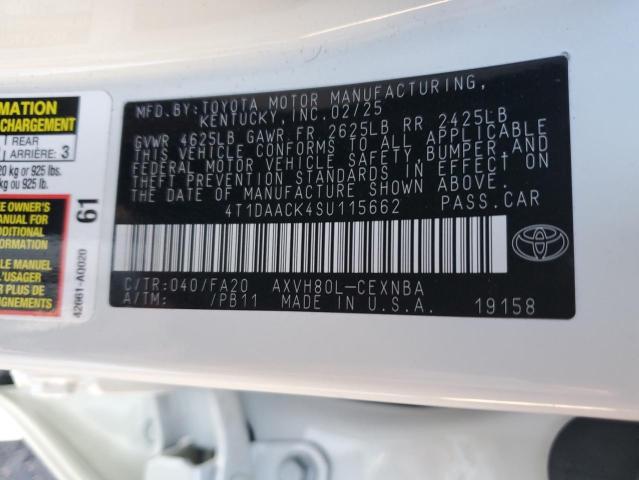 MFD.BY:TOYOTA MOTOR MANUFACTURING,
KENTUCKY, INC.02/25
GVWR 4625LB GAWR FR 2625LB RR 2425LB
THIS VEHICLE CONFORMS TO ALL APPLICABLE
FEDERAL MOTOR VEHICLE SAFETY, BUMPER, AND
THEFT PREVENTION STANDARDS IN EFFECT ON
THE DATE OF MANUFACTURE SHOWN ABOVE.
4T1DAACK4SU115662 PASS.CAR
C/TR:040/FA20 AXVH80L-CEXNBA
A/TM: /PB11 MADE IN U.S.A. 19158
RMATION
CHARGEMENT
REAR
ARRIÈRE: 3
20 kg or 925 lbs.
kg ou 925 lb.
E OWNER'S
ANUAL FOR
ADDITIONAL
ORMATION
LE MANUEL
L'USAGER
R PLUS DE
EIGNEMENTS
61
42661-A0020